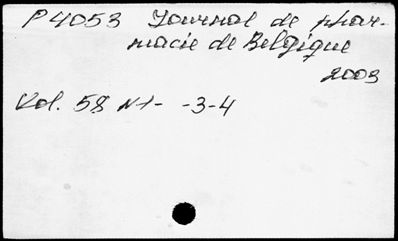 P4053 Journal de phar-
macie de Belgique
2003
Vol. 58 N1- -3-4